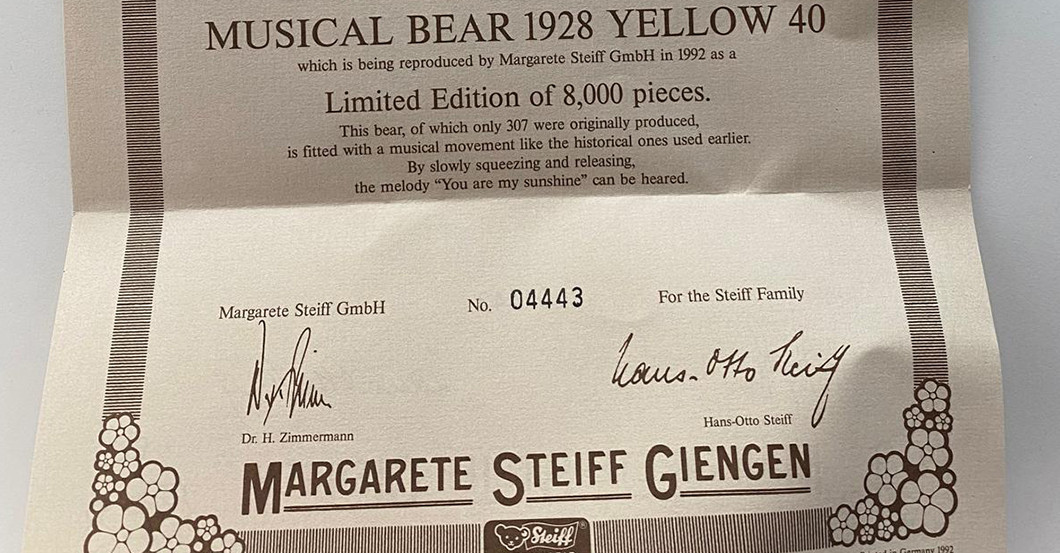 MUSICAL BEAR 1928 YELLOW 40
which is being reproduced by Margarete Steiff GmbH in 1992 as a
Limited Edition of 8,000 pieces.
This bear, of which only 307 were originally produced,
is fitted with a musical movement like the historical ones used earlier.
By slowly squeezing and releasing,
the melody “You are my sunshine” can be heared.
Margarete Steiff GmbH No. 04443 For the Steiff Family
Hans-Otto Steiff
Dr. H. Zimmermann Hans-Otto Steiff
MARGARETE STEIFF GIENGEN
Steiff
in Germany 1992